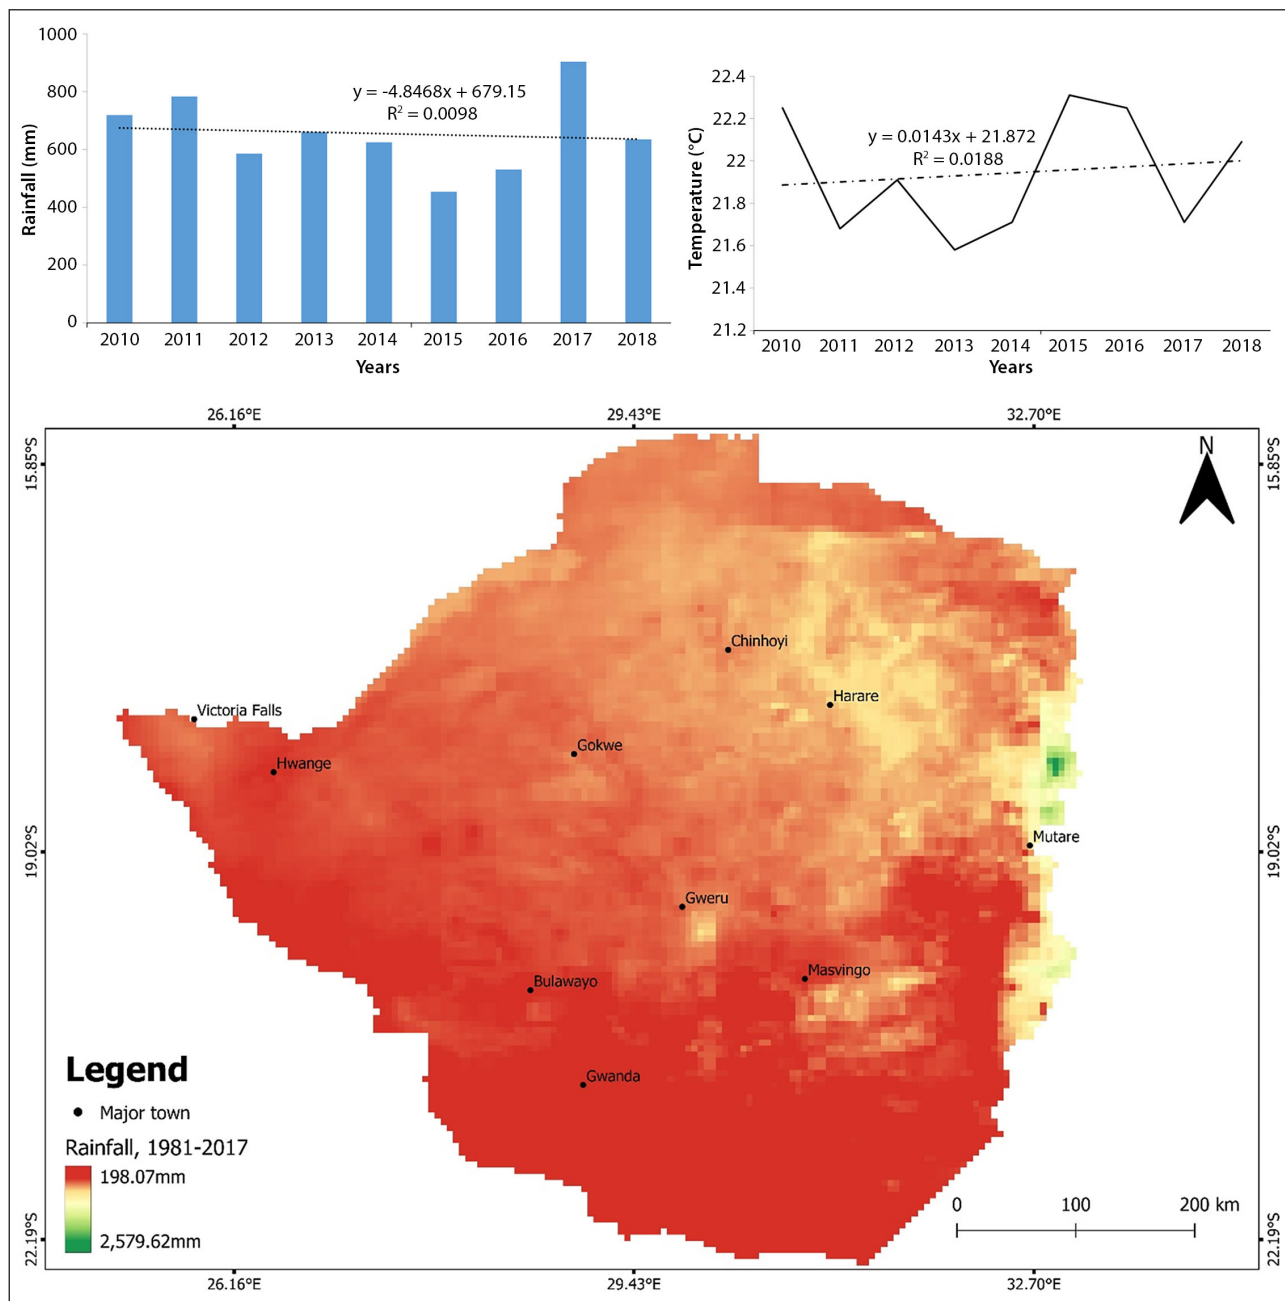 1000
800
600
400
200
0
Rainfall (mm)
y = -4.8468x + 679.15
R² = 0.0098
2010 2011 2012 2013 2014 2015 2016 2017 2018
Years
22.4
22.2
22
21.8
21.6
21.4
21.2
Temperature (°C)
y = 0.0143x + 21.872
R² = 0.0188
2010 2011 2012 2013 2014 2015 2016 2017 2018
Years
26.16°E 29.43°E 32.70°E
15.85°S
15.85°S
N
Chinhoyi
Harare
Victoria Falls
Gokwe
Hwange
19.02°S
19.02°S
Mutare
Gweru
Masvingo
Bulawayo
Gwanda
Legend
Major town
Rainfall, 1981-2017
198.07mm
2,579.62mm
0 100 200 km
22.19°S
22.19°S
26.16°E 29.43°E 32.70°E